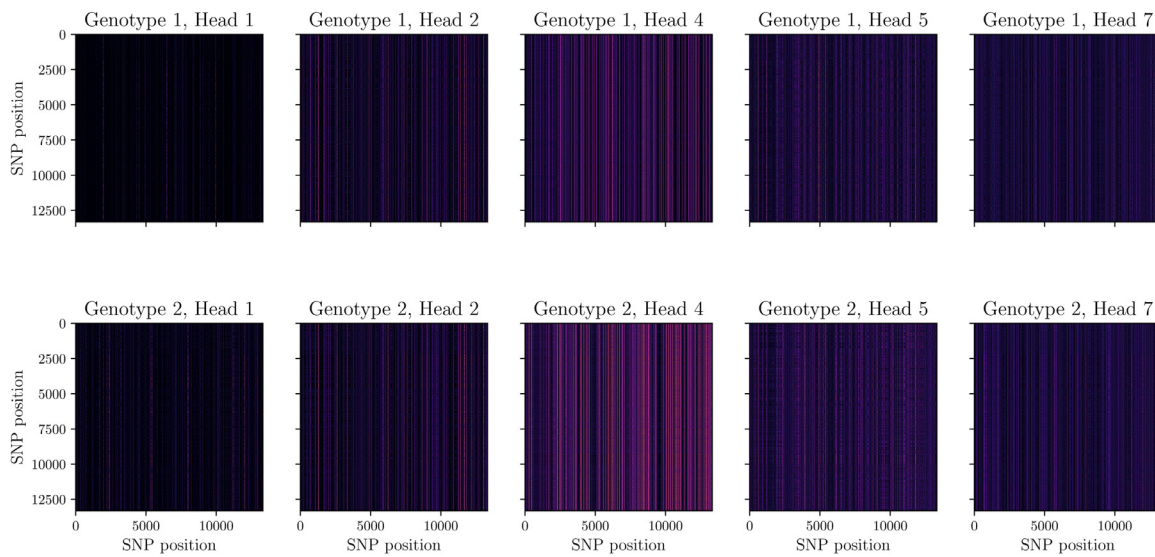 Genotype 1, Head 1
Genotype 1, Head 2
Genotype 1, Head 4
Genotype 1, Head 5
Genotype 1, Head 7
0
2500
5000
7500
10000
12500
SNP position
Genotype 2, Head 1
Genotype 2, Head 2
Genotype 2, Head 4
Genotype 2, Head 5
Genotype 2, Head 7
0
2500
5000
7500
10000
12500
SNP position
0 5000 10000
0 5000 10000
0 5000 10000
0 5000 10000
0 5000 10000
SNP position
SNP position
SNP position
SNP position
SNP position